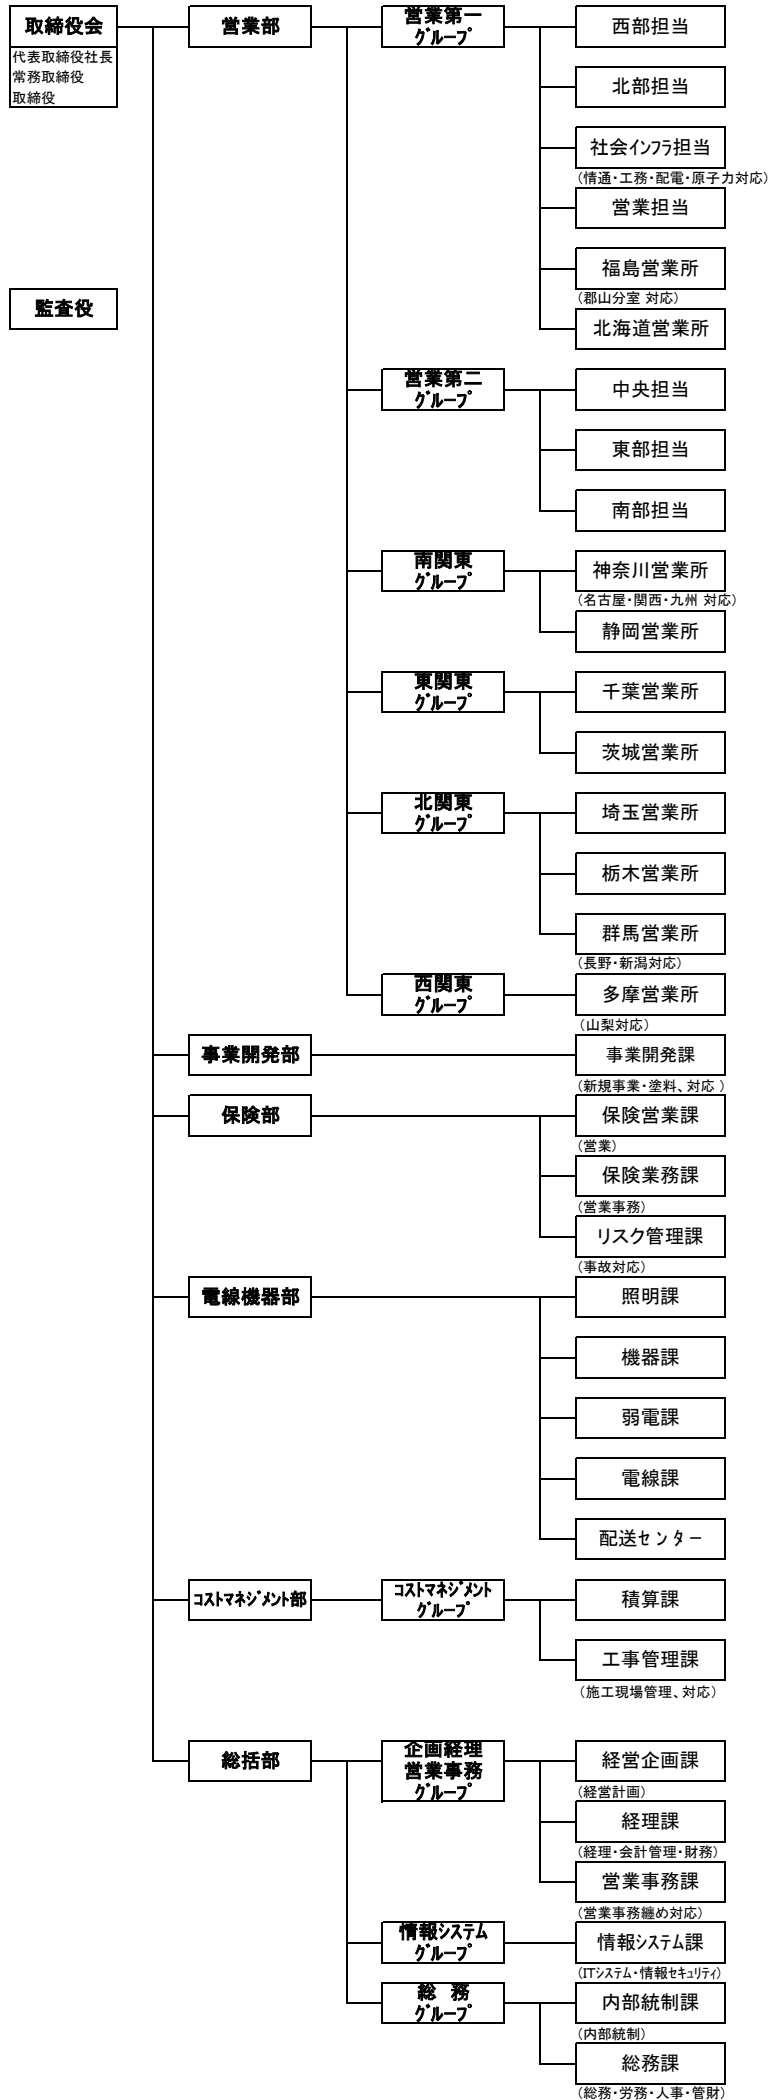 取締役会
代表取締役社長
常務取締役
取締役
監査役
営業部
営業第一
グループ
西部担当
北部担当
社会インフラ担当
(情通・工務・配電・原子力対応)
営業担当
福島営業所
(郡山分室 対応)
北海道営業所
営業第二
グループ
中央担当
東部担当
南部担当
南関東
グループ
神奈川営業所
(名古屋・関西・九州 対応)
静岡営業所
東関東
グループ
千葉営業所
茨城営業所
北関東
グループ
埼玉営業所
栃木営業所
群馬営業所
(長野・新潟対応)
西関東
グループ
多摩営業所
(山梨対応)
事業開発部
事業開発課
(新規事業・塗料、対応 )
保険部
保険営業課
(営業)
保険業務課
(営業事務)
リスク管理課
(事故対応)
電線機器部
照明課
機器課
弱電課
電線課
配送センター
コストマネジメント部
コストマネジメント
グループ
積算課
工事管理課
(施工現場管理、対応)
総括部
企画経理
営業事務
グループ
経営企画課
(経営計画)
経理課
(経理・会計管理・財務)
営業事務課
(営業事務纏め対応)
情報システム
グループ
情報システム課
(ITシステム・情報セキュリティ)
総 務
グループ
内部統制課
(内部統制)
総務課
(総務・労務・人事・管財)